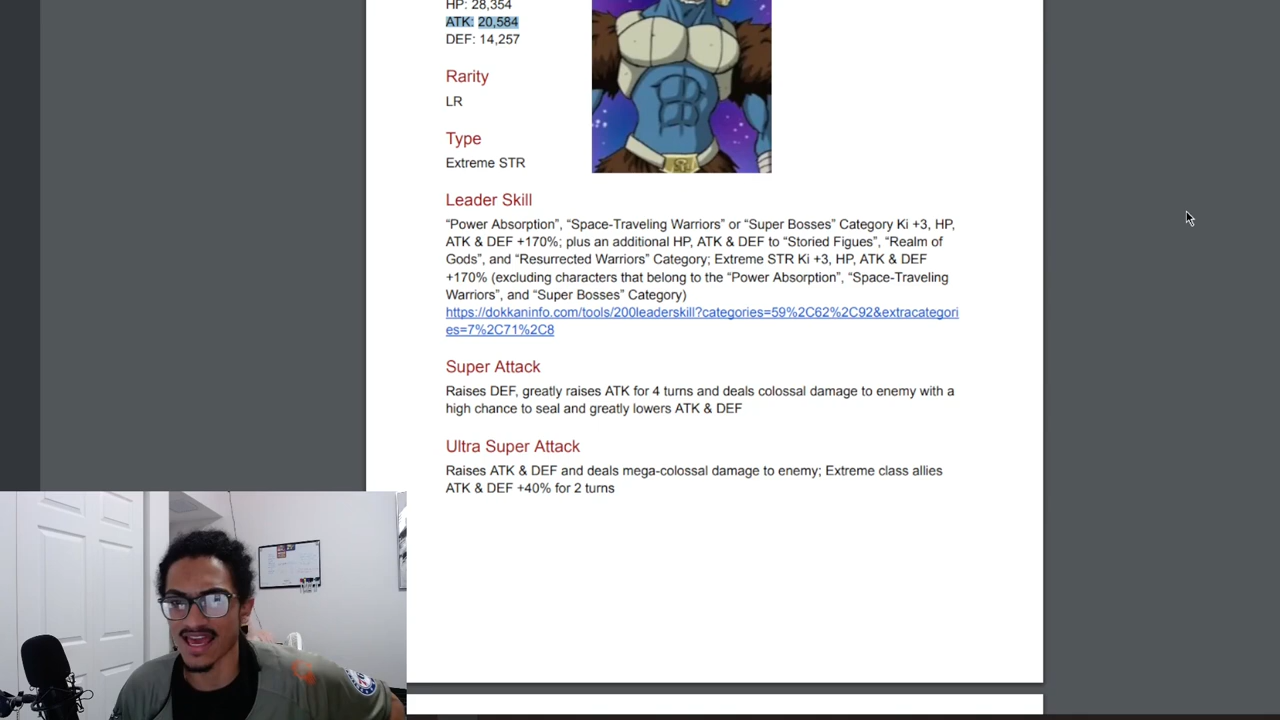 HP: 28,354
ATK: 20,584
DEF: 14,257
Rarity
LR
Type
Extreme STR
Leader Skill
“Power Absorption”, “Space-Traveling Warriors” or “Super Bosses” Category Ki +3, HP,
ATK & DEF +170%; plus an additional HP, ATK & DEF to “Storied Figues”, “Realm of
Gods”, and “Resurrected Warriors” Category; Extreme STR Ki +3, HP, ATK & DEF
+170% (excluding characters that belong to the “Power Absorption”, “Space-Traveling
Warriors”, and “Super Bosses” Category)
https://dokkaninfo.com/tools/200leaderskill?categories=59%2C62%2C92&extracategori
es=7%2C71%2C8
Super Attack
Raises DEF, greatly raises ATK for 4 turns and deals colossal damage to enemy with a
high chance to seal and greatly lowers ATK & DEF
Ultra Super Attack
Raises ATK & DEF and deals mega-colossal damage to enemy; Extreme class allies
ATK & DEF +40% for 2 turns